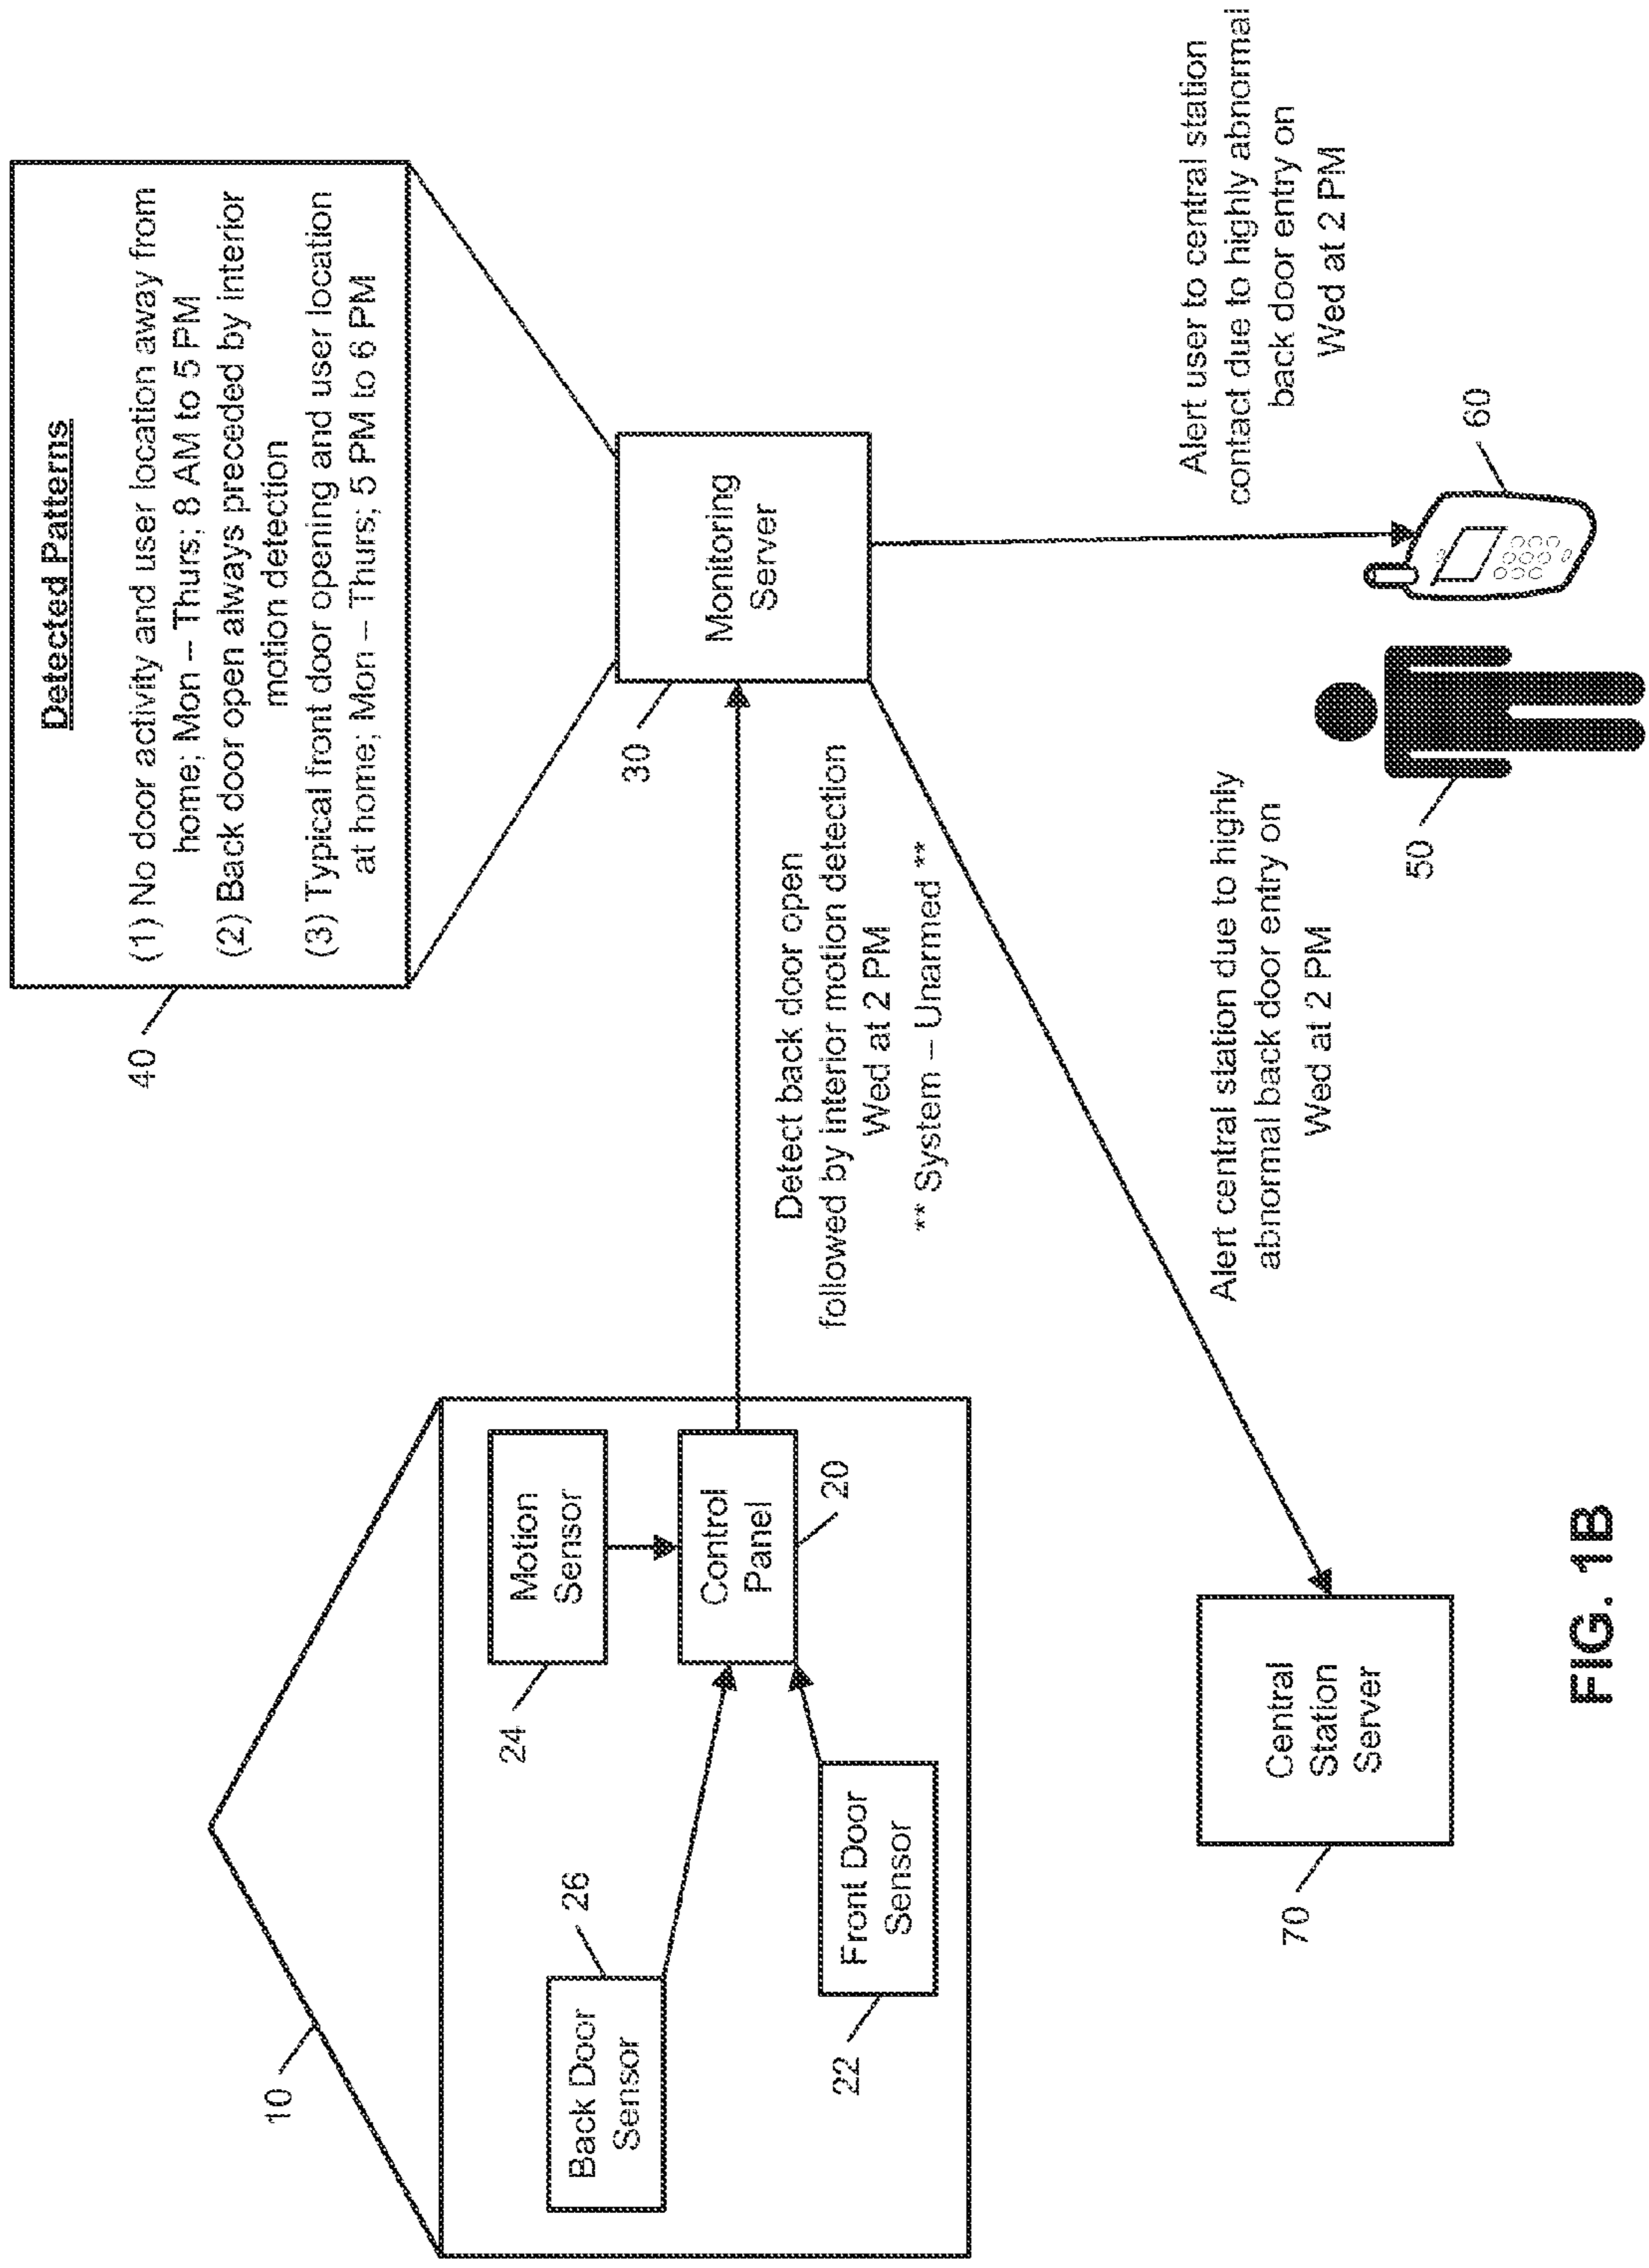 Detected Patterns
(1) No door activity and user location away from
home; Mon – Thurs; 8 AM to 5 PM
(2) Back door open always preceded by interior
motion detection
(3) Typical front door opening and user location
at home; Mon – Thurs; 5 PM to 6 PM
40
10
Back Door
Sensor
26
Motion
Sensor
24
Control
Panel
20
Front Door
Sensor
22
Detect back door open
followed by interior motion detection
Wed at 2 PM
** System – Unarmed **
Monitoring
Server
30
Alert central station due to highly
abnormal back door entry on
Wed at 2 PM
Alert user to central station
contact due to highly abnormal
back door entry on
Wed at 2 PM
Central
Station
Server
70
50
60
FIG. 1B